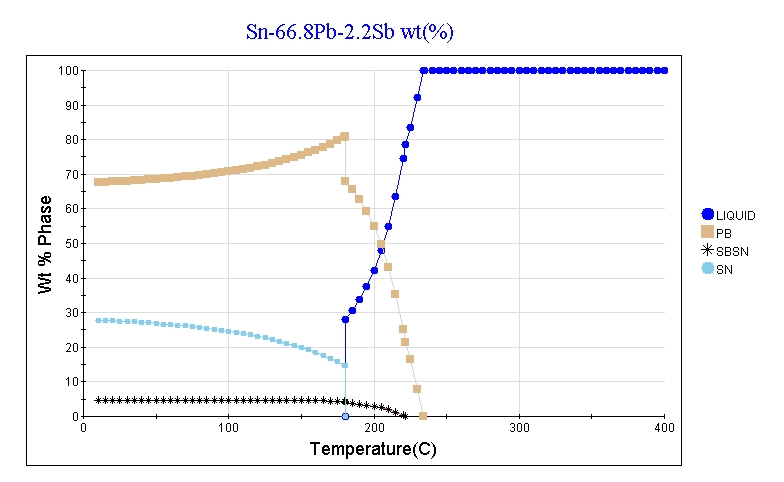 Sn-66.8Pb-2.2Sb wt(%)
100
90
80
70
60
50
40
30
20
10
0
Wt % Phase
0 100 200 300 400
Temperature(C)
LIQUID
PB
SBSN
SN